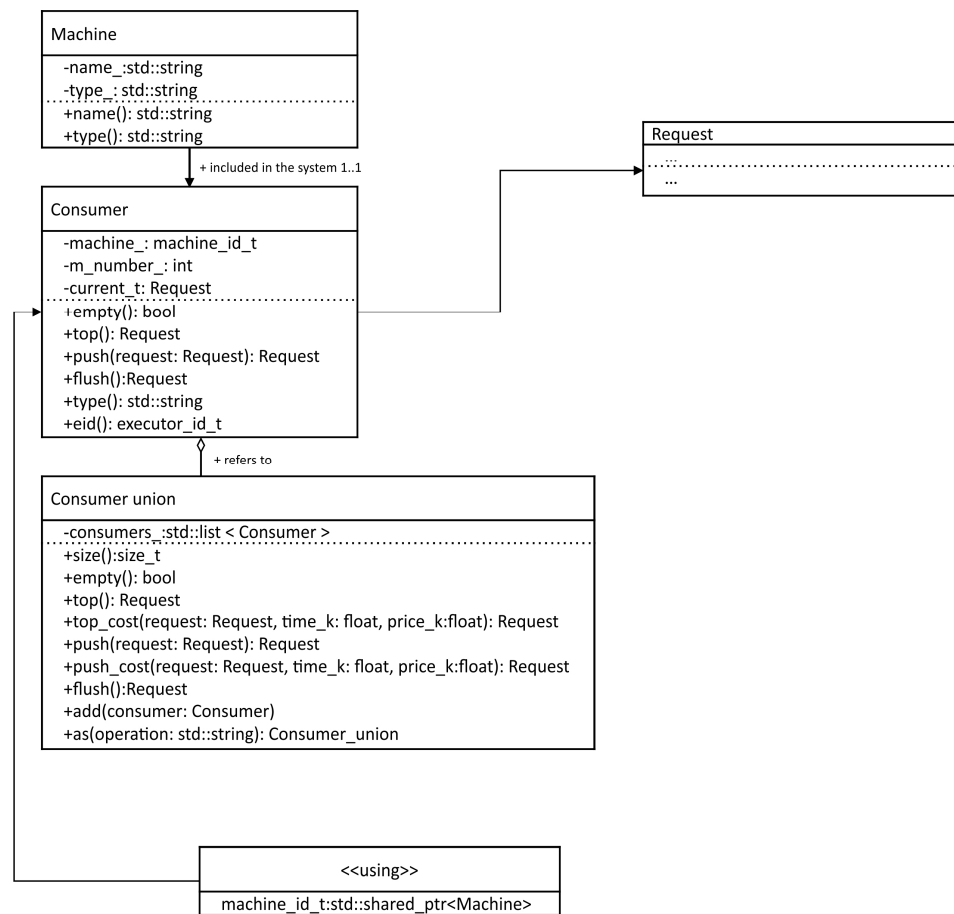 Machine
-name_:std::string
-type_: std::string
+name(): std::string
+type(): std::string
+ included in the system 1..1
Request
...
...
Consumer
-machine_: machine_id_t
-m_number_: int
-current_t: Request
+empty(): bool
+top(): Request
+push(request: Request): Request
+flush():Request
+type(): std::string
+eid(): executor_id_t
+ refers to
Consumer union
-consumers_:std::list < Consumer >
+size():size_t
+empty(): bool
+top(): Request
+top_cost(request: Request, time_k: float, price_k:float): Request
+push(request: Request): Request
+push_cost(request: Request, time_k: float, price_k:float): Request
+flush():Request
+add(consumer: Consumer)
+as(operation: std::string): Consumer_union
<<using>>
machine_id_t:std::shared_ptr<Machine>